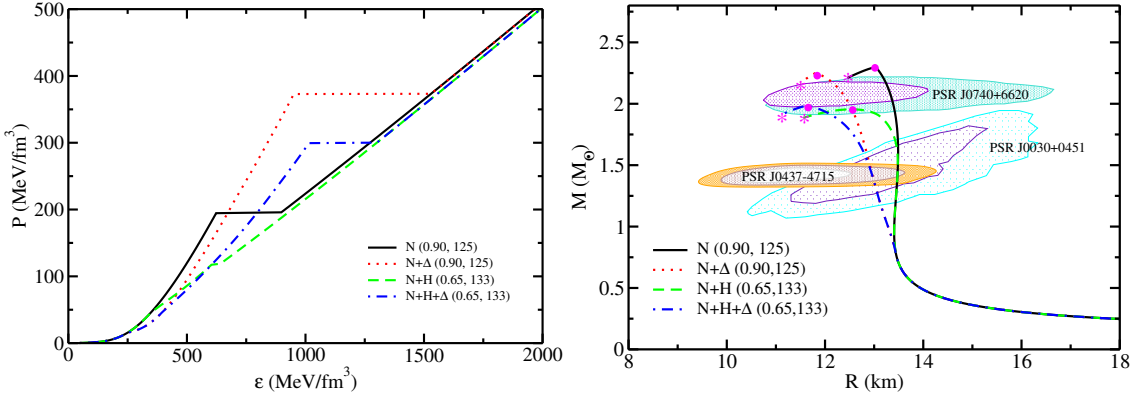 500
400
300
200
100
0
P (MeV/fm³)
N (0.90, 125)
N+Δ (0.90,125)
N+H (0.65, 133)
N+H+Δ (0.65, 133)
0
500
1000
1500
2000
ε (MeV/fm³)
2.5
2
1.5
1
0.5
0
M (M⊙)
PSR J0740+6620
PSR J0030+0451
PSR J0437-4715
N (0.90, 125)
N+Δ (0.90,125)
N+H (0.65,133)
N+H+Δ (0.65,133)
8
10
12
14
16
18
R (km)